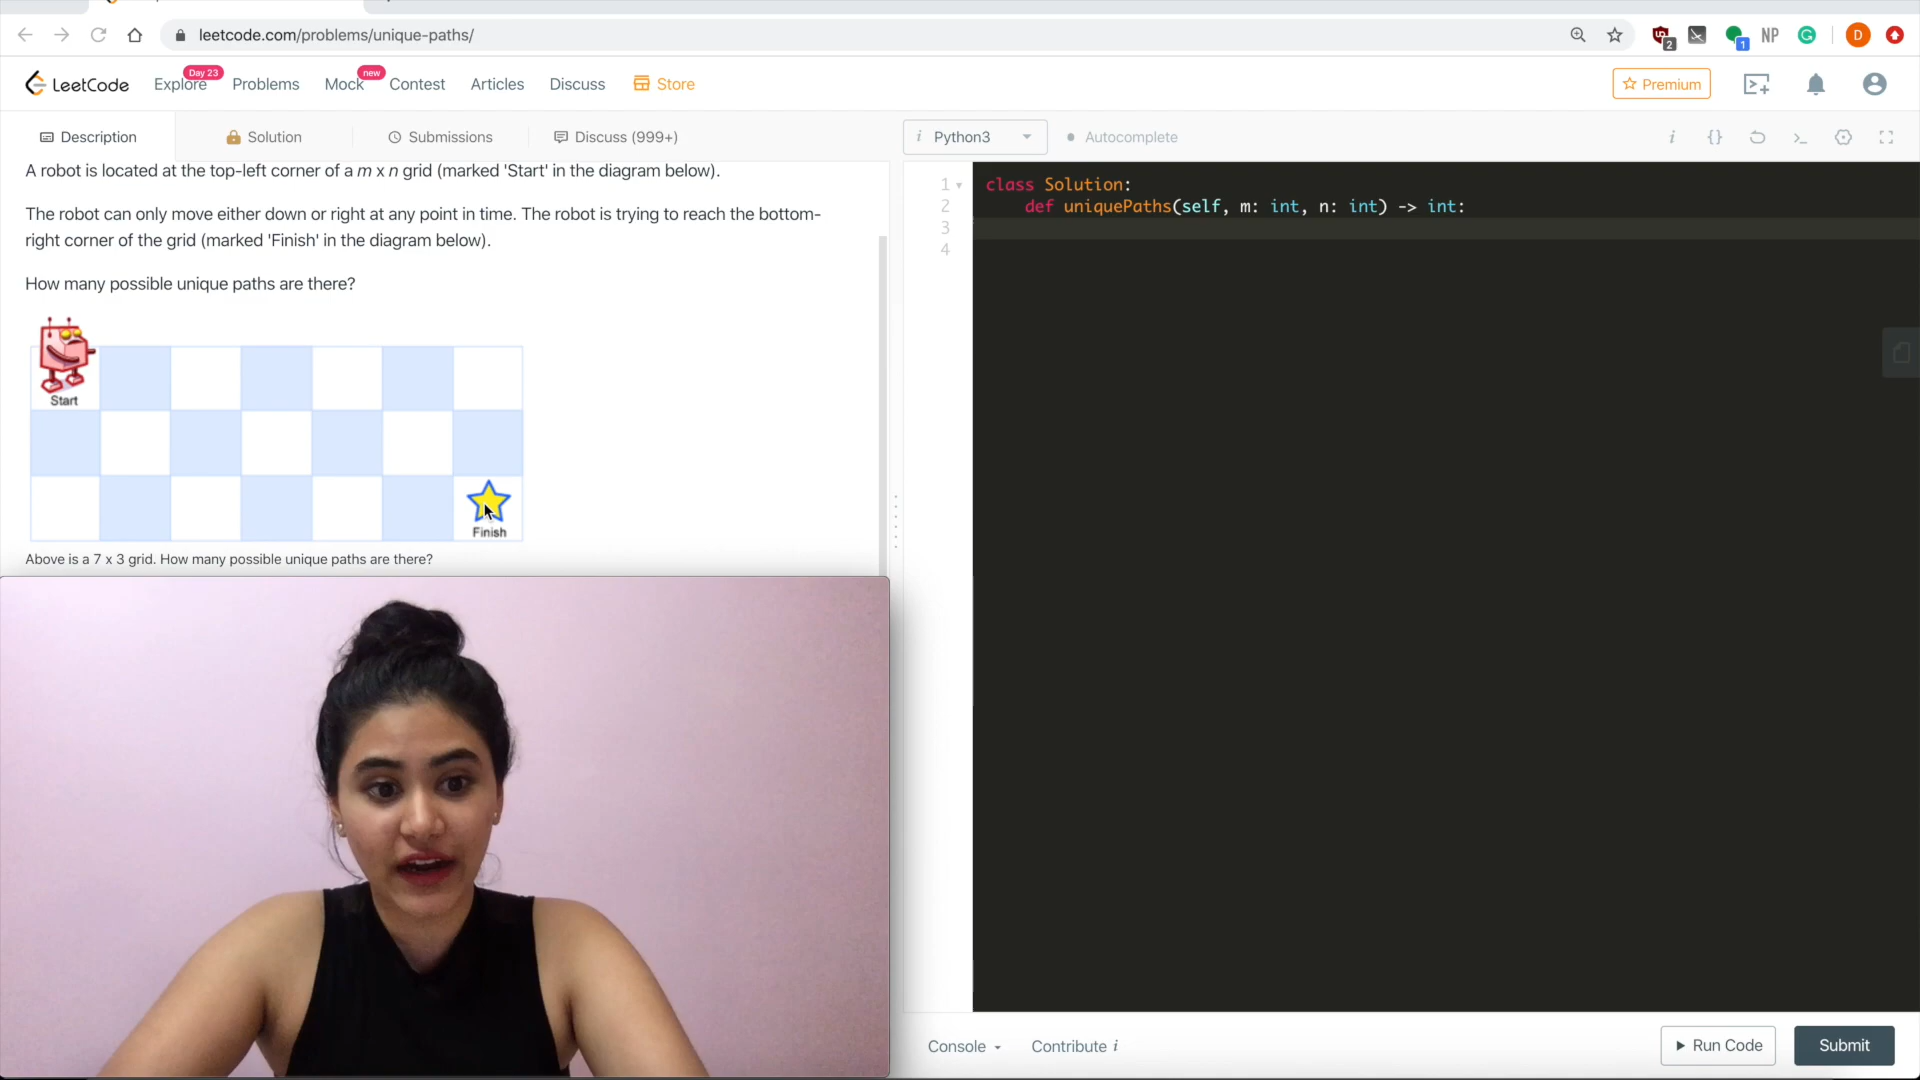 leetcode.com/problems/unique-paths/
2
1
NP
D
LeetCode
Explore
Day 23
Problems
Mock
new
Contest
Articles
Discuss
Store
Premium
Description
Solution
Submissions
Discuss (999+)
i Python3
Autocomplete
i {}
A robot is located at the top-left corner of a m x n grid (marked 'Start' in the diagram below).
The robot can only move either down or right at any point in time. The robot is trying to reach the bottom-
right corner of the grid (marked 'Finish' in the diagram below).
How many possible unique paths are there?
Start
Finish
Above is a 7 x 3 grid. How many possible unique paths are there?
1 class Solution:
2 def uniquePaths(self, m: int, n: int) -> int:
3
4
Console
Contribute i
Run Code
Submit